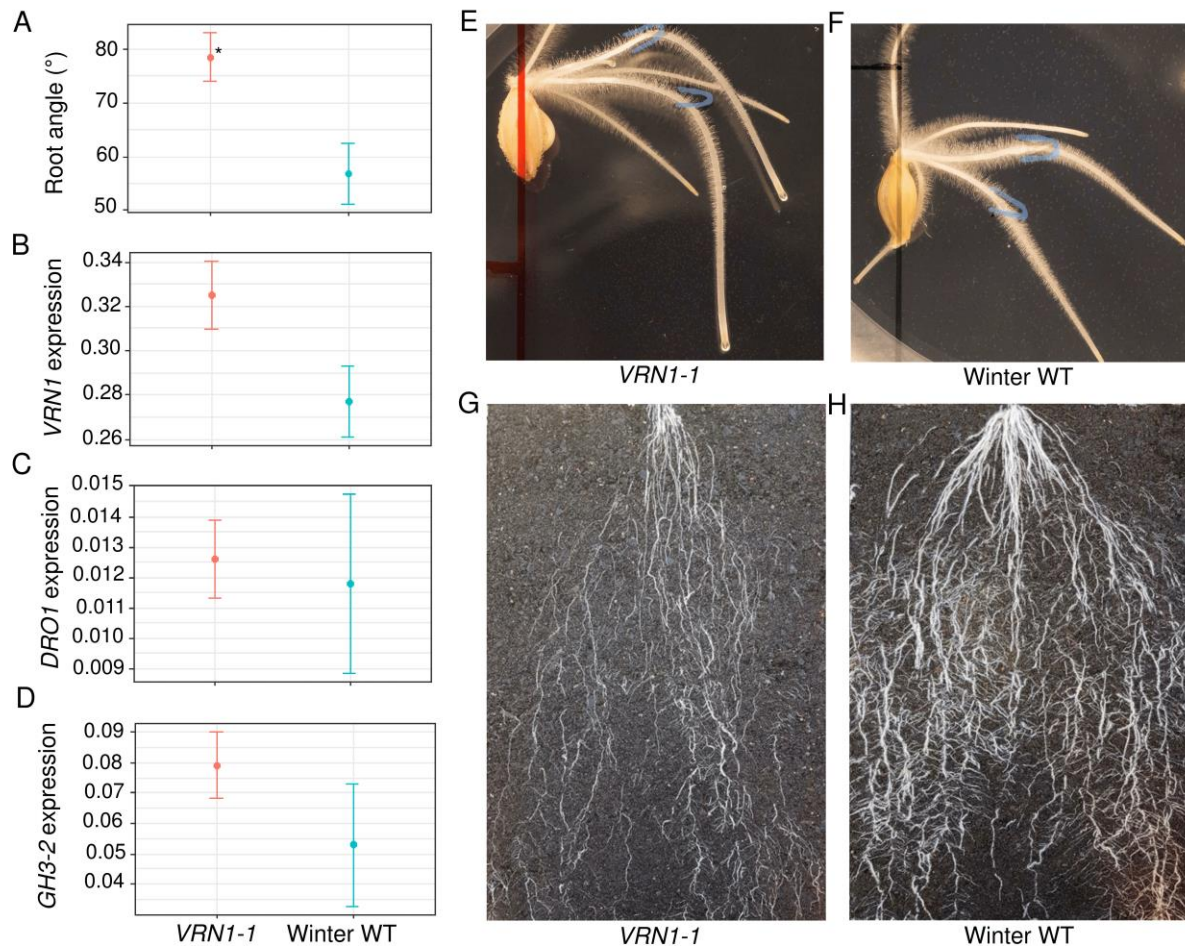 A
Root angle (°)
80
70
60
50
*
B
VRN1 expression
0.34
0.32
0.30
0.28
0.26
C
DRO1 expression
0.015
0.014
0.013
0.012
0.011
0.010
0.009
D
GH3-2 expression
0.09
0.08
0.07
0.06
0.05
0.04
VRN1-1
Winter WT
E
VRN1-1
F
Winter WT
G
VRN1-1
H
Winter WT